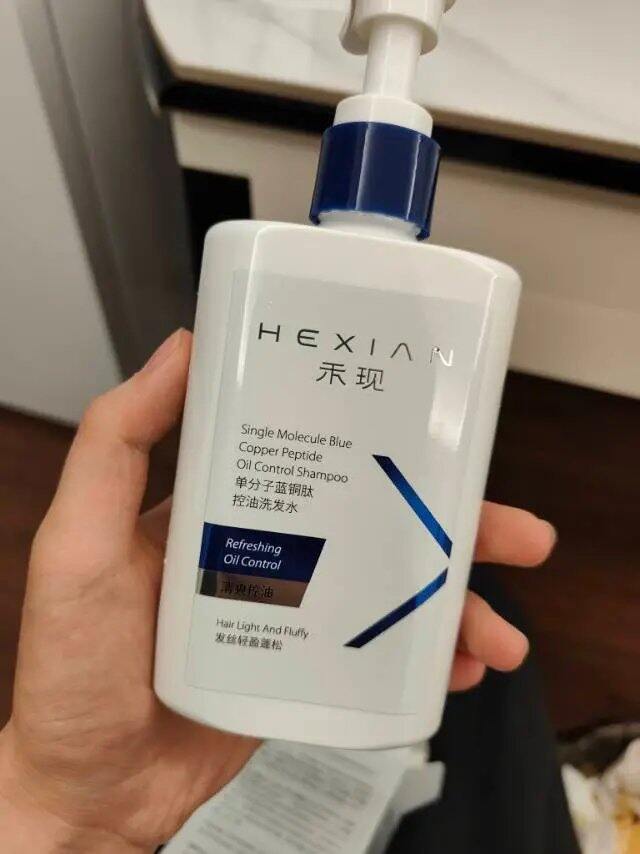 HEXIAN
禾现
Single Molecule Blue
Copper Peptide
Oil Control Shampoo
单分子蓝铜肽
控油洗发水
Refreshing
Oil Control
清爽控油
Hair Light And Fluffy
发丝轻盈蓬松